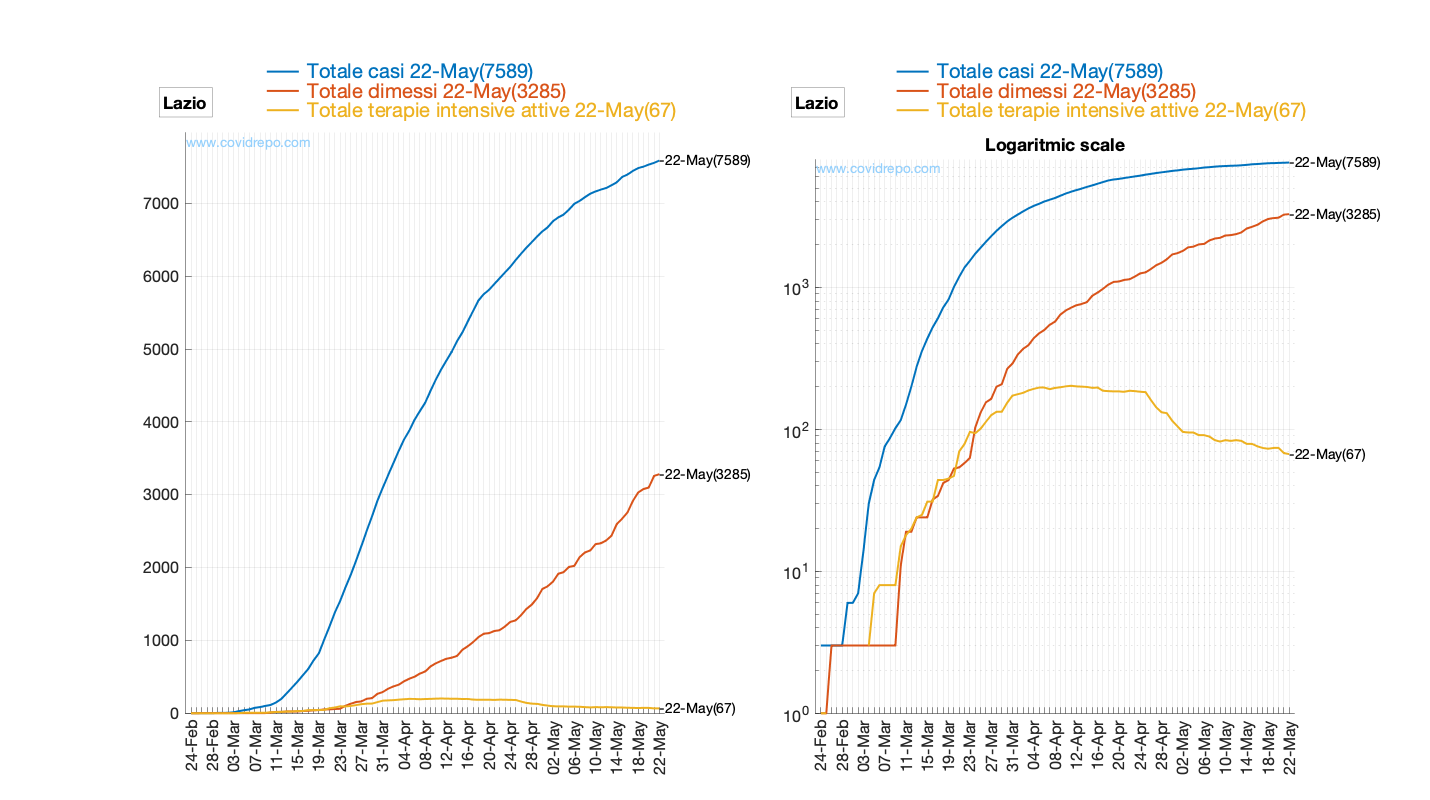 Totale casi 22-May(7589)
Totale dimessi 22-May(3285)
Totale terapie intensive attive 22-May(67)
Lazio
www.covidrepo.com
22-May(7589)
22-May(3285)
22-May(67)
7000
6000
5000
4000
3000
2000
1000
0
24-Feb
28-Feb
03-Mar
07-Mar
11-Mar
15-Mar
19-Mar
23-Mar
27-Mar
31-Mar
04-Apr
08-Apr
12-Apr
16-Apr
20-Apr
24-Apr
28-Apr
02-May
06-May
10-May
14-May
18-May
22-May
Totale casi 22-May(7589)
Totale dimessi 22-May(3285)
Totale terapie intensive attive 22-May(67)
Lazio
Logaritmic scale
www.covidrepo.com
22-May(7589)
22-May(3285)
22-May(67)
10³
10²
10¹
10⁰
24-Feb
28-Feb
03-Mar
07-Mar
11-Mar
15-Mar
19-Mar
23-Mar
27-Mar
31-Mar
04-Apr
08-Apr
12-Apr
16-Apr
20-Apr
24-Apr
28-Apr
02-May
06-May
10-May
14-May
18-May
22-May